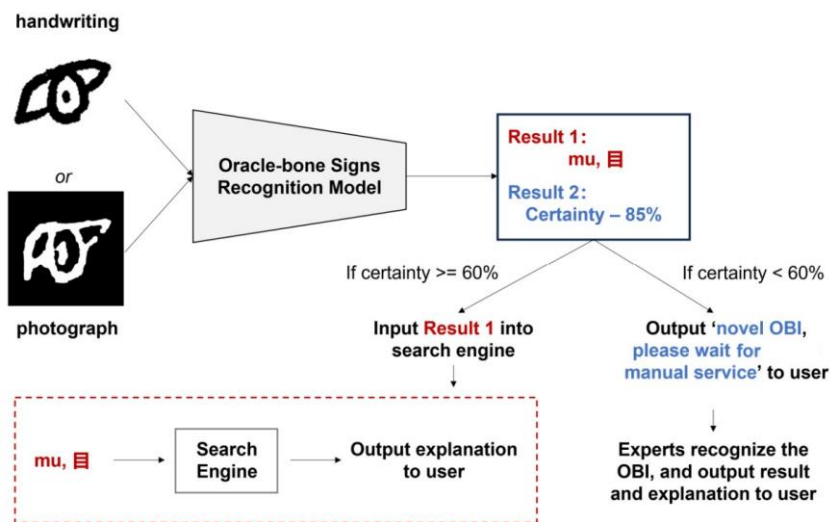 handwriting
or
photograph
Oracle-bone Signs
Recognition Model
Result 1:
mu, 目
Result 2:
Certainty – 85%
If certainty >= 60%
If certainty < 60%
Input Result 1 into
search engine
Output ‘novel OBI,
please wait for
manual service’ to user
mu, 目
Search
Engine
Output explanation
to user
Experts recognize the
OBI, and output result
and explanation to user